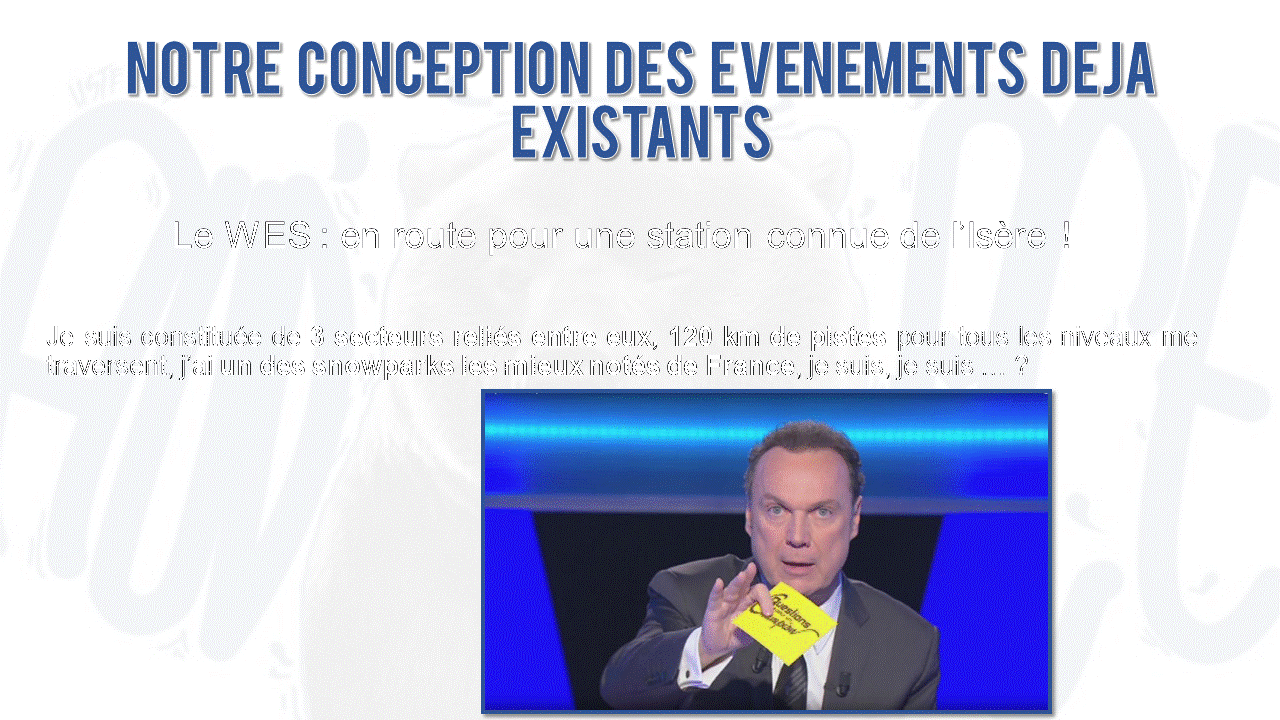 NOTRE CONCEPTION DES EVENEMENTS DEJA
EXISTANTS
Le WES : en route pour une station connue de l'Isère !
Je suis constituée de 3 secteurs reliés entre eux, 120 km de pistes pour tous les niveaux me
traversent, j'ai un des snowparks les mieux notés de France, je suis, je suis … ?
Questions
Champion